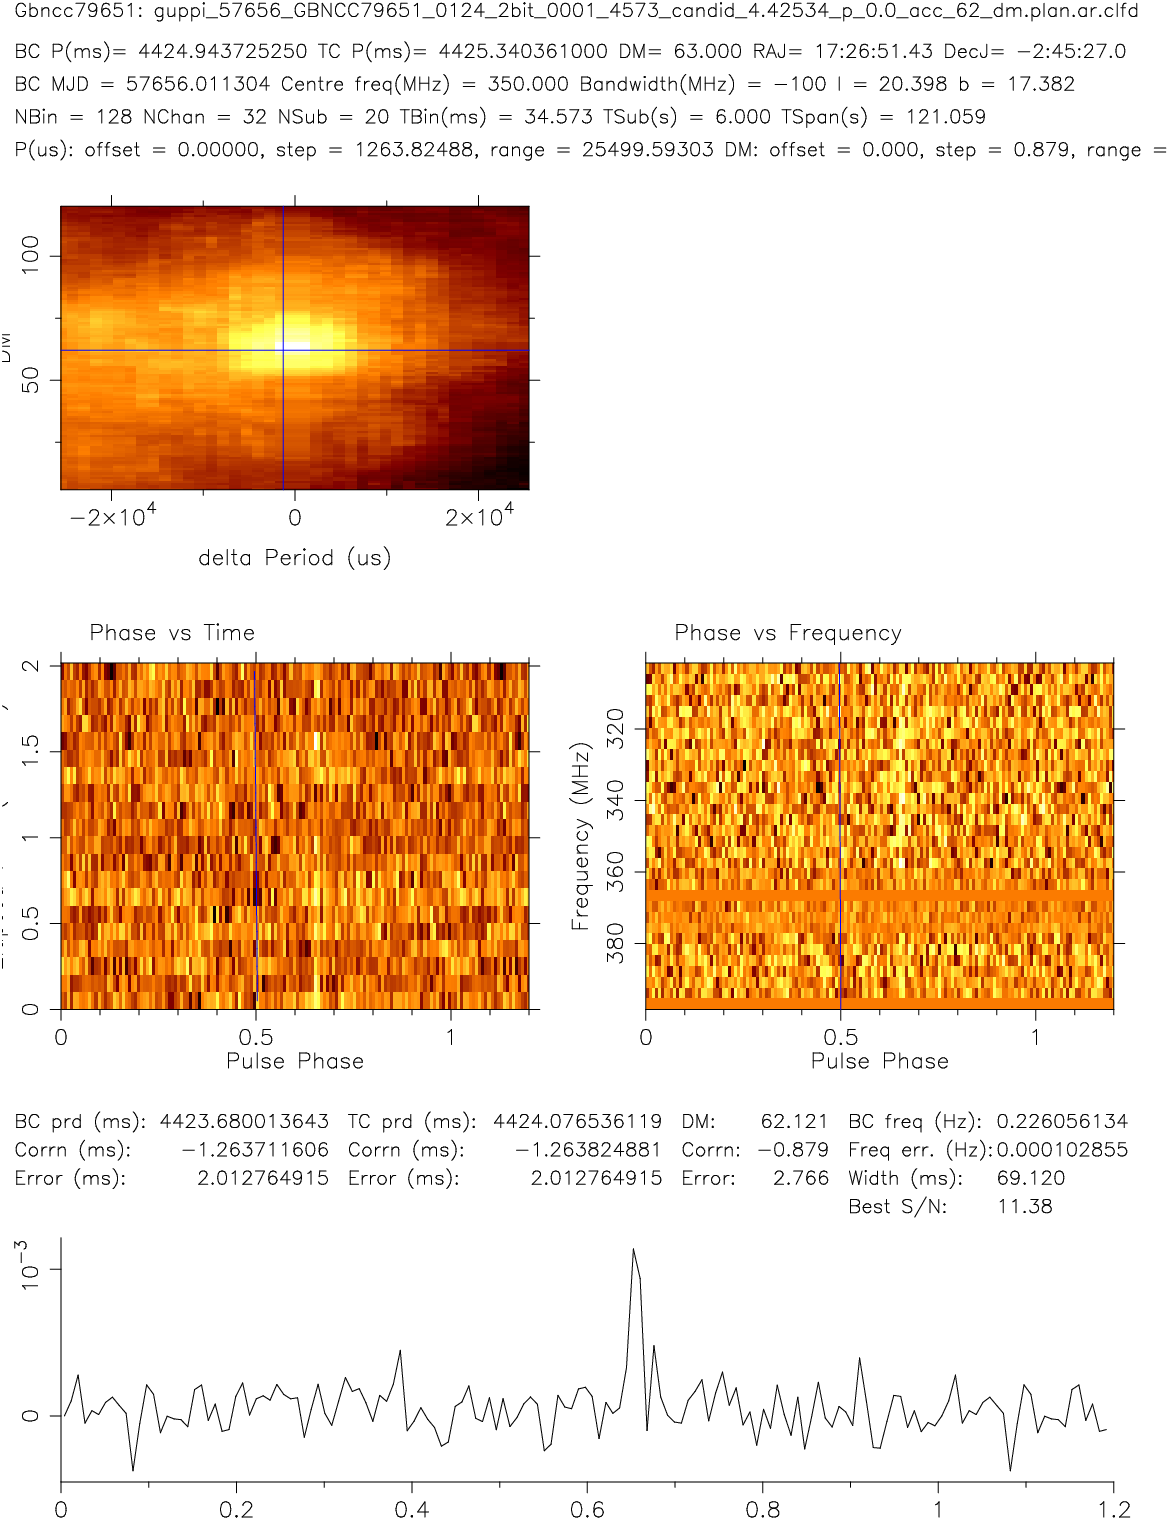 Gbncc79651: guppi_57656_GBNCC79651_0124_2bit_0001_4573_candid_4.42534_p_0.0_acc_62_dm.plan.ar.clfd
BC P(ms)= 4424.943725250 TC P(ms)= 4425.340361000 DM= 63.000 RAJ= 17:26:51.43 DecJ= −2:45:27.0
BC MJD = 57656.011304 Centre freq(MHz) = 350.000 Bandwidth(MHz) = −100 l = 20.398 b = 17.382
NBin = 128 NChan = 32 NSub = 20 TBin(ms) = 34.573 TSub(s) = 6.000 TSpan(s) = 121.059
P(us): offset = 0.00000, step = 1263.82488, range = 25499.59303 DM: offset = 0.000, step = 0.879, range =
100
50
DM
−2×10⁴ 0 2×10⁴
delta Period (us)
Phase vs Time
2
1.5
1
0.5
0
0 0.5 1
Pulse Phase
Phase vs Frequency
320
340
360
380
Frequency (MHz)
0 0.5 1
Pulse Phase
BC prd (ms): 4423.680013643 TC prd (ms): 4424.076536119 DM: 62.121 BC freq (Hz): 0.226056134
Corrn (ms): −1.263711606 Corrn (ms): −1.263824881 Corrn: −0.879 Freq err. (Hz): 0.000102855
Error (ms): 2.012764915 Error (ms): 2.012764915 Error: 2.766 Width (ms): 69.120
Best S/N: 11.38
10⁻³
0
0 0.2 0.4 0.6 0.8 1 1.2